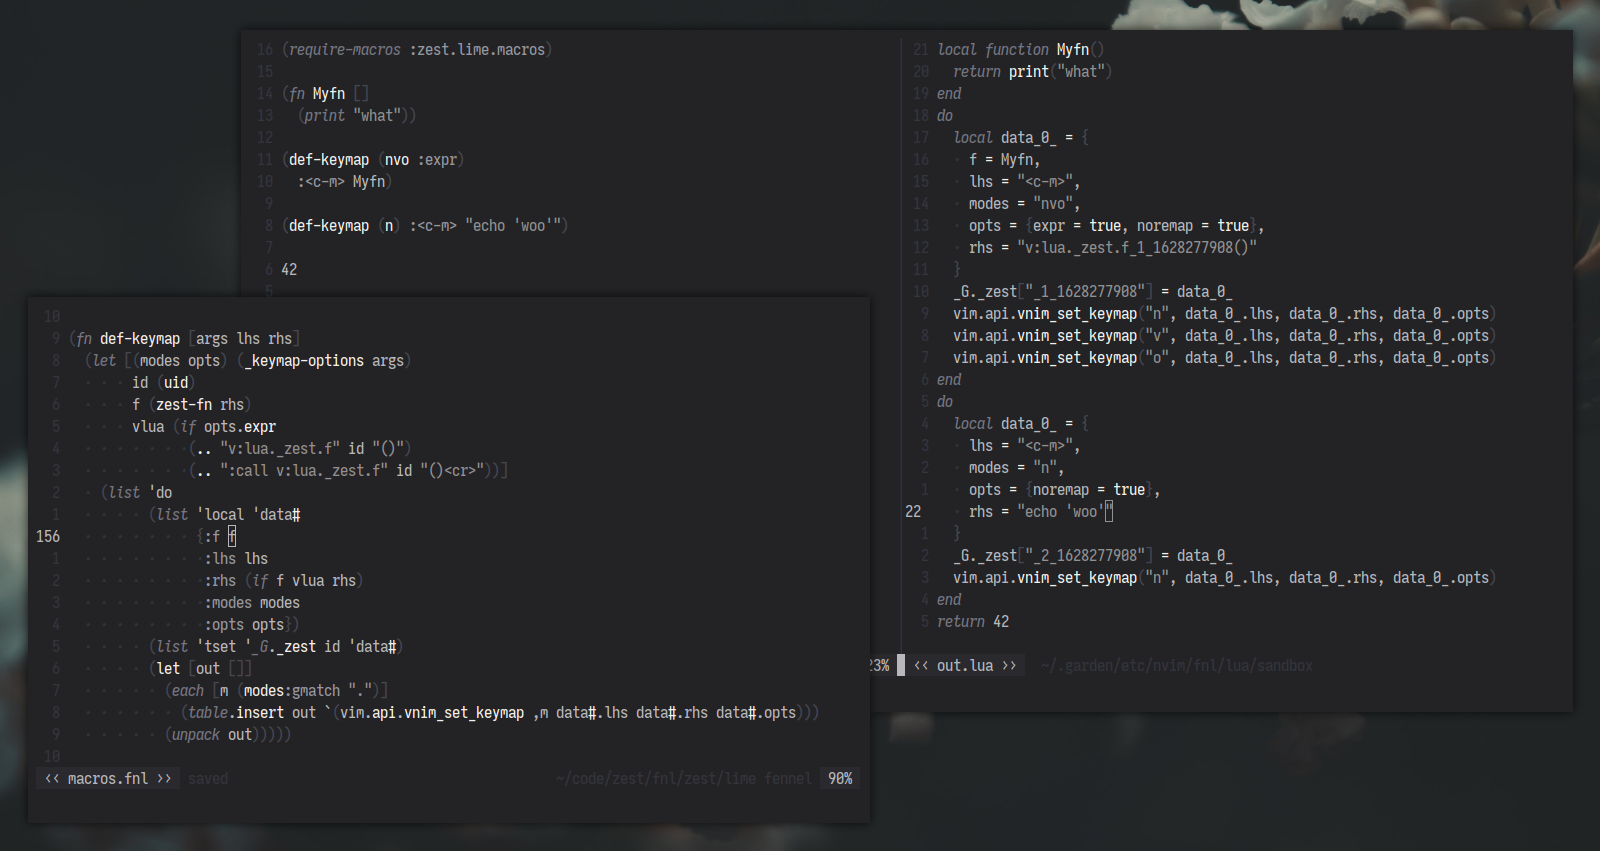 16 (require-macros :zest.lime.macros)
15
14 (fn Myfn []
13   (print "what"))
12
11 (def-keymap (nvo :expr)
10   :<c-m> Myfn)
9
8 (def-keymap (n) :<c-m> "echo 'woo'")
7
6 42
5
21 local function Myfn()
20   return print("what")
19 end
18 do
17   local data_0_ = {
16   · f = Myfn,
15   · lhs = "<c-m>",
14   · modes = "nvo",
13   · opts = {expr = true, noremap = true},
12   · rhs = "v:lua._zest.f_1_1628277908()"
11   }
10   _G._zest["_1_1628277908"] = data_0_
9   vim.api.vnim_set_keymap("n", data_0_.lhs, data_0_.rhs, data_0_.opts)
8   vim.api.vnim_set_keymap("v", data_0_.lhs, data_0_.rhs, data_0_.opts)
7   vim.api.vnim_set_keymap("o", data_0_.lhs, data_0_.rhs, data_0_.opts)
6 end
5 do
4   local data_0_ = {
3   · lhs = "<c-m>",
2   · modes = "n",
1   · opts = {noremap = true},
22   · rhs = "echo 'woo'"
1   }
2   _G._zest["_2_1628277908"] = data_0_
3   vim.api.vnim_set_keymap("n", data_0_.lhs, data_0_.rhs, data_0_.opts)
4 end
5 return 42
23% << out.lua >> ~/.garden/etc/nvim/fnl/lua/sandbox
10
9 (fn def-keymap [args lhs rhs]
8   (let [(modes opts) (_keymap-options args)
7   · · · id (uid)
6   · · · f (zest-fn rhs)
5   · · · vlua (if opts.expr
4   · · · · · · · (.. "v:lua._zest.f" id "()")
3   · · · · · · · (.. ":call v:lua._zest.f" id "()<cr>"))]
2   · (list 'do
1   · · · · (list 'local 'data#
156   · · · · · · · {:f f
1   · · · · · · · ·:lhs lhs
2   · · · · · · · ·:rhs (if f vlua rhs)
3   · · · · · · · ·:modes modes
4   · · · · · · · ·:opts opts})
5   · · · · (list 'tset '_G._zest id 'data#)
6   · · · · (let [out []]
7   · · · · · (each [m (modes:gmatch ".")]
8   · · · · · · (table.insert out `(vim.api.vnim_set_keymap ,m data#.lhs data#.rhs data#.opts)))
9   · · · · · (unpack out)))))
10
<< macros.fnl >> saved ~/code/zest/fnl/zest/lime fennel 90%